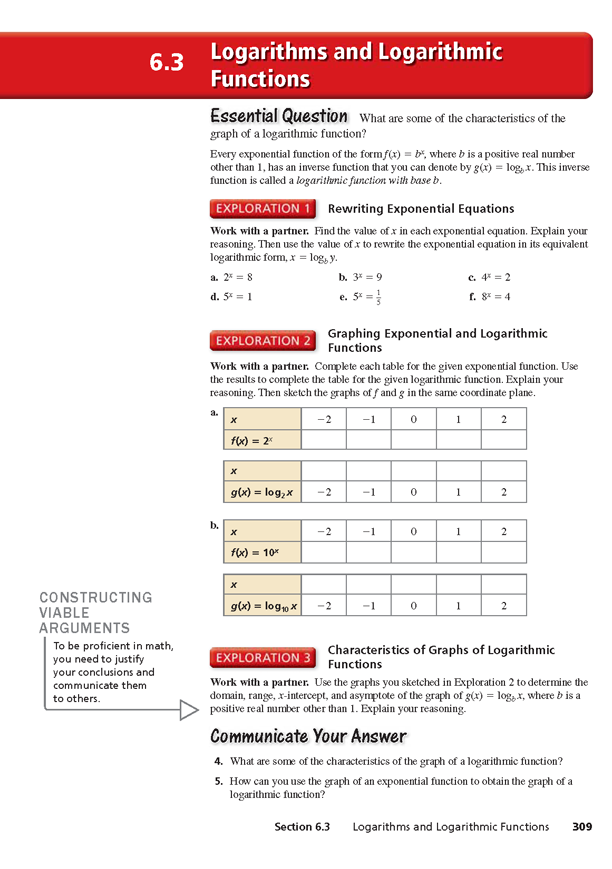 6.3
Logarithms and Logarithmic
Functions
Essential Question What are some of the characteristics of the
graph of a logarithmic function?
Every exponential function of the form f(x) = bˣ, where b is a positive real number
other than 1, has an inverse function that you can denote by g(x) = log_b x. This inverse
function is called a logarithmic function with base b.
EXPLORATION 1 Rewriting Exponential Equations
Work with a partner. Find the value of x in each exponential equation. Explain your
reasoning. Then use the value of x to rewrite the exponential equation in its equivalent
logarithmic form, x = log_b y.
a. 2ˣ = 8 b. 3ˣ = 9 c. 4ˣ = 2
d. 5ˣ = 1 e. 5ˣ = 1/5 f. 8ˣ = 4
EXPLORATION 2 Graphing Exponential and Logarithmic
Functions
Work with a partner. Complete each table for the given exponential function. Use
the results to complete the table for the given logarithmic function. Explain your
reasoning. Then sketch the graphs of f and g in the same coordinate plane.
a.
x −2 −1 0 1 2
f(x) = 2ˣ
x
g(x) = log₂ x −2 −1 0 1 2
b.
x −2 −1 0 1 2
f(x) = 10ˣ
x
g(x) = log₁₀ x −2 −1 0 1 2
CONSTRUCTING
VIABLE
ARGUMENTS
To be proficient in math,
you need to justify
your conclusions and
communicate them
to others.
EXPLORATION 3 Characteristics of Graphs of Logarithmic
Functions
Work with a partner. Use the graphs you sketched in Exploration 2 to determine the
domain, range, x-intercept, and asymptote of the graph of g(x) = log_b x, where b is a
positive real number other than 1. Explain your reasoning.
Communicate Your Answer
4. What are some of the characteristics of the graph of a logarithmic function?
5. How can you use the graph of an exponential function to obtain the graph of a
logarithmic function?
Section 6.3 Logarithms and Logarithmic Functions 309